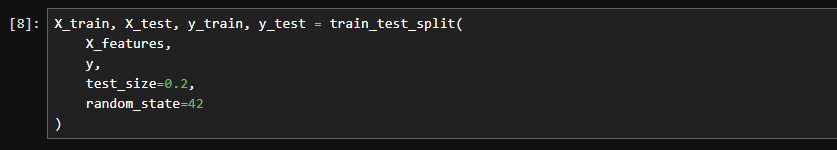 [8]: X_train, X_test, y_train, y_test = train_test_split(
    X_features,
    y,
    test_size=0.2,
    random_state=42
)